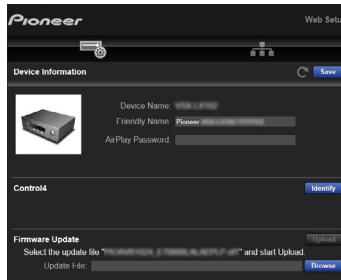 Pioneer
Web Setu
Device Information
Save
Device Name:
Friendly Name: Pioneer
AirPlay Password:
Control4
Identify
Firmware Update
Upload
Select the update file " " and start Upload.
Update File:
Browse